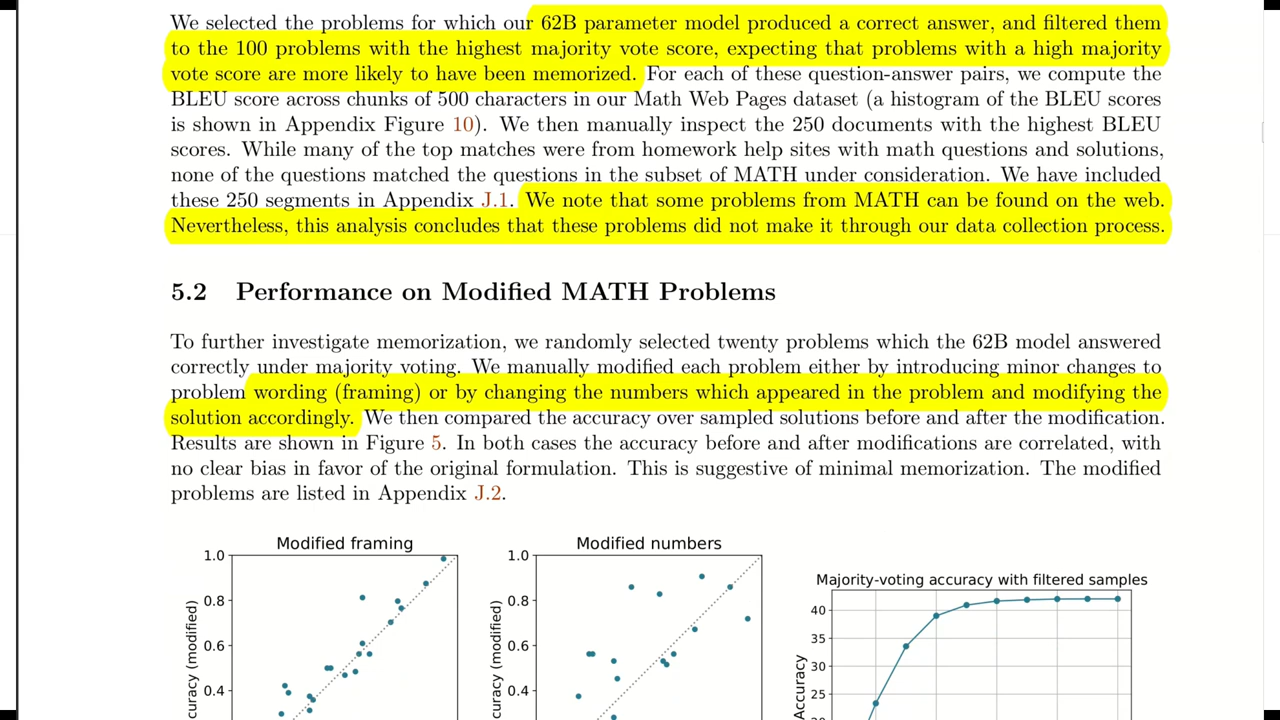 We selected the problems for which our 62B parameter model produced a correct answer, and filtered them
to the 100 problems with the highest majority vote score, expecting that problems with a high majority
vote score are more likely to have been memorized. For each of these question-answer pairs, we compute the
BLEU score across chunks of 500 characters in our Math Web Pages dataset (a histogram of the BLEU scores
is shown in Appendix Figure 10). We then manually inspect the 250 documents with the highest BLEU
scores. While many of the top matches were from homework help sites with math questions and solutions,
none of the questions matched the questions in the subset of MATH under consideration. We have included
these 250 segments in Appendix J.1. We note that some problems from MATH can be found on the web.
Nevertheless, this analysis concludes that these problems did not make it through our data collection process.
5.2 Performance on Modified MATH Problems
To further investigate memorization, we randomly selected twenty problems which the 62B model answered
correctly under majority voting. We manually modified each problem either by introducing minor changes to
problem wording (framing) or by changing the numbers which appeared in the problem and modifying the
solution accordingly. We then compared the accuracy over sampled solutions before and after the modification.
Results are shown in Figure 5. In both cases the accuracy before and after modifications are correlated, with
no clear bias in favor of the original formulation. This is suggestive of minimal memorization. The modified
problems are listed in Appendix J.2.
Modified framing
1.0
0.8
0.6
0.4
curacy (modified)
Modified numbers
1.0
0.8
0.6
0.4
curacy (modified)
Majority-voting accuracy with filtered samples
40
35
30
25
Accuracy